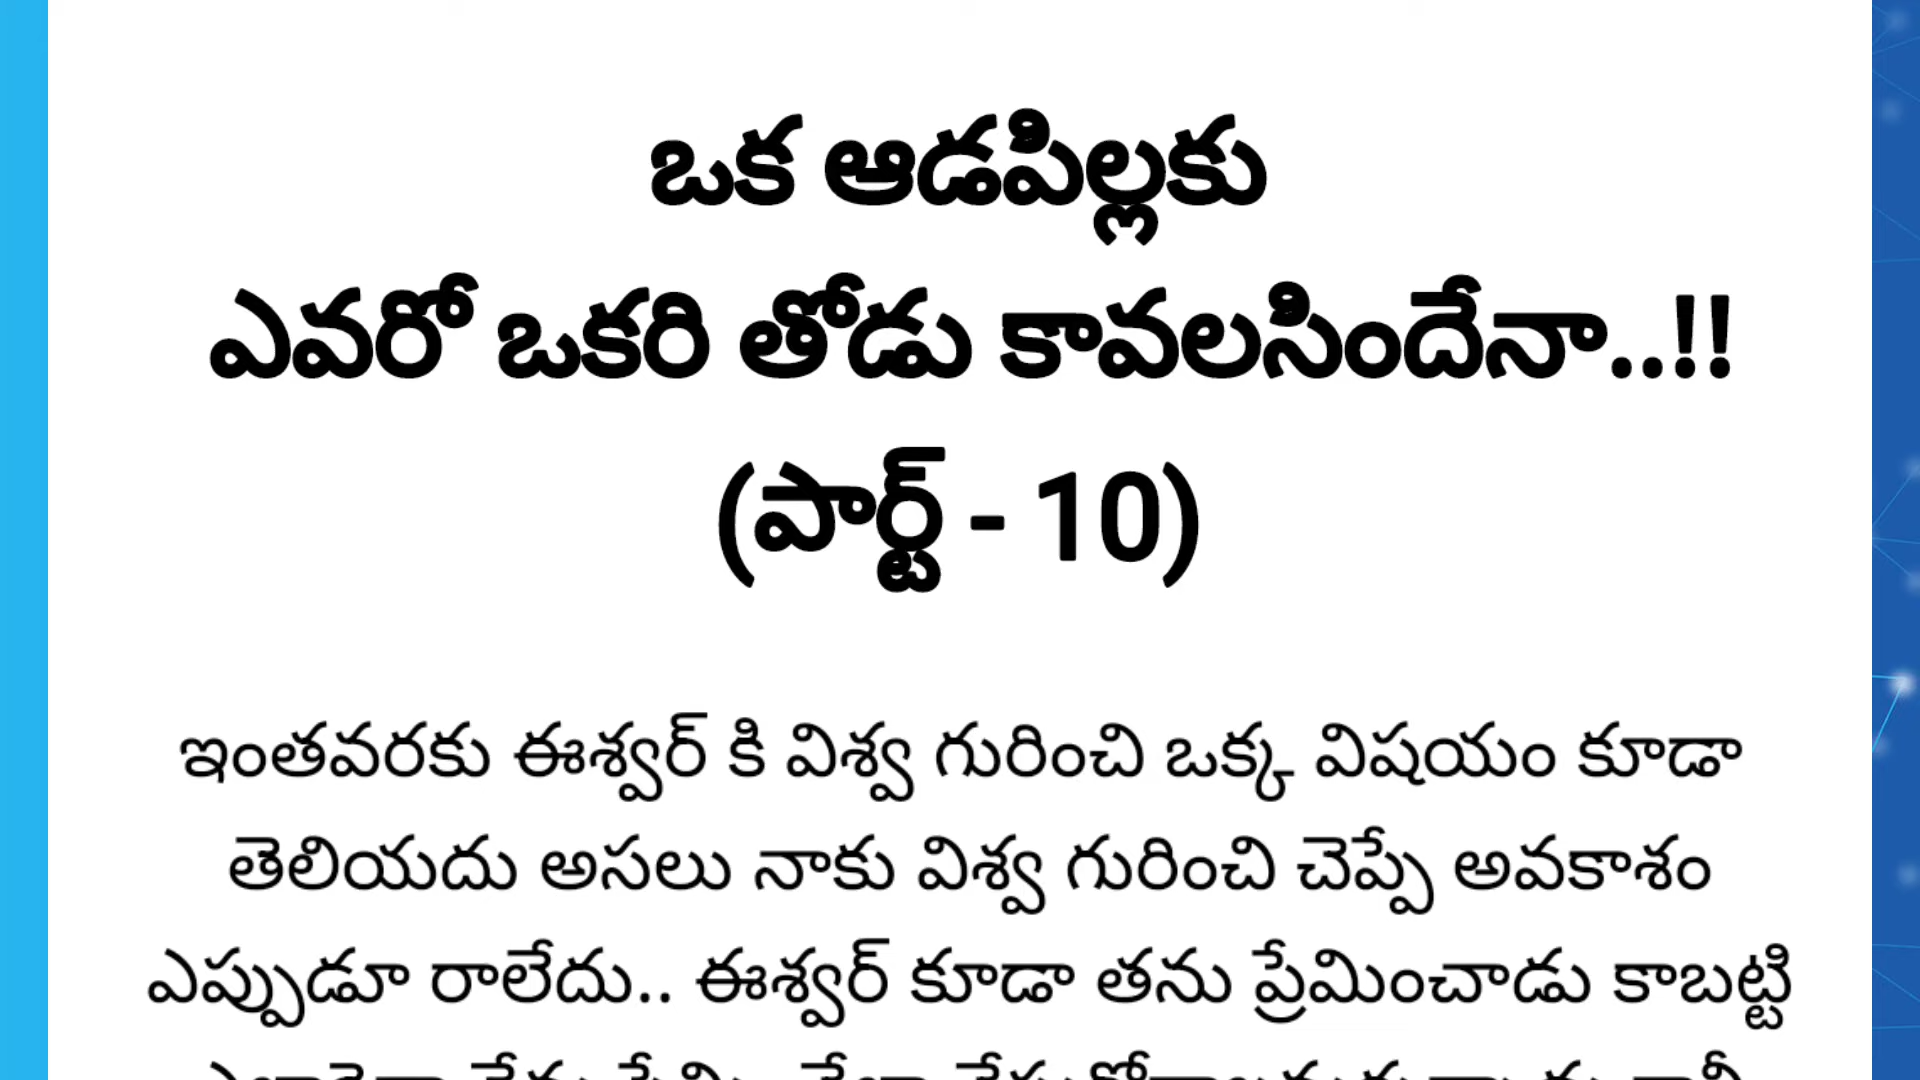 ఒక ఆడపిల్లకు
ఎవరో ఒకరి తోడు కావలసిందేనా..!!
(పార్ట్ - 10)
ఇంతవరకు ఈశ్వర్ కి విశ్వ గురించి ఒక్క విషయం కూడా
తెలియదు అసలు నాకు విశ్వ గురించి చెప్పే అవకాశం
ఎప్పుడూ రాలేదు.. ఈశ్వర్ కూడా తను ప్రేమించాడు కాబట్టి